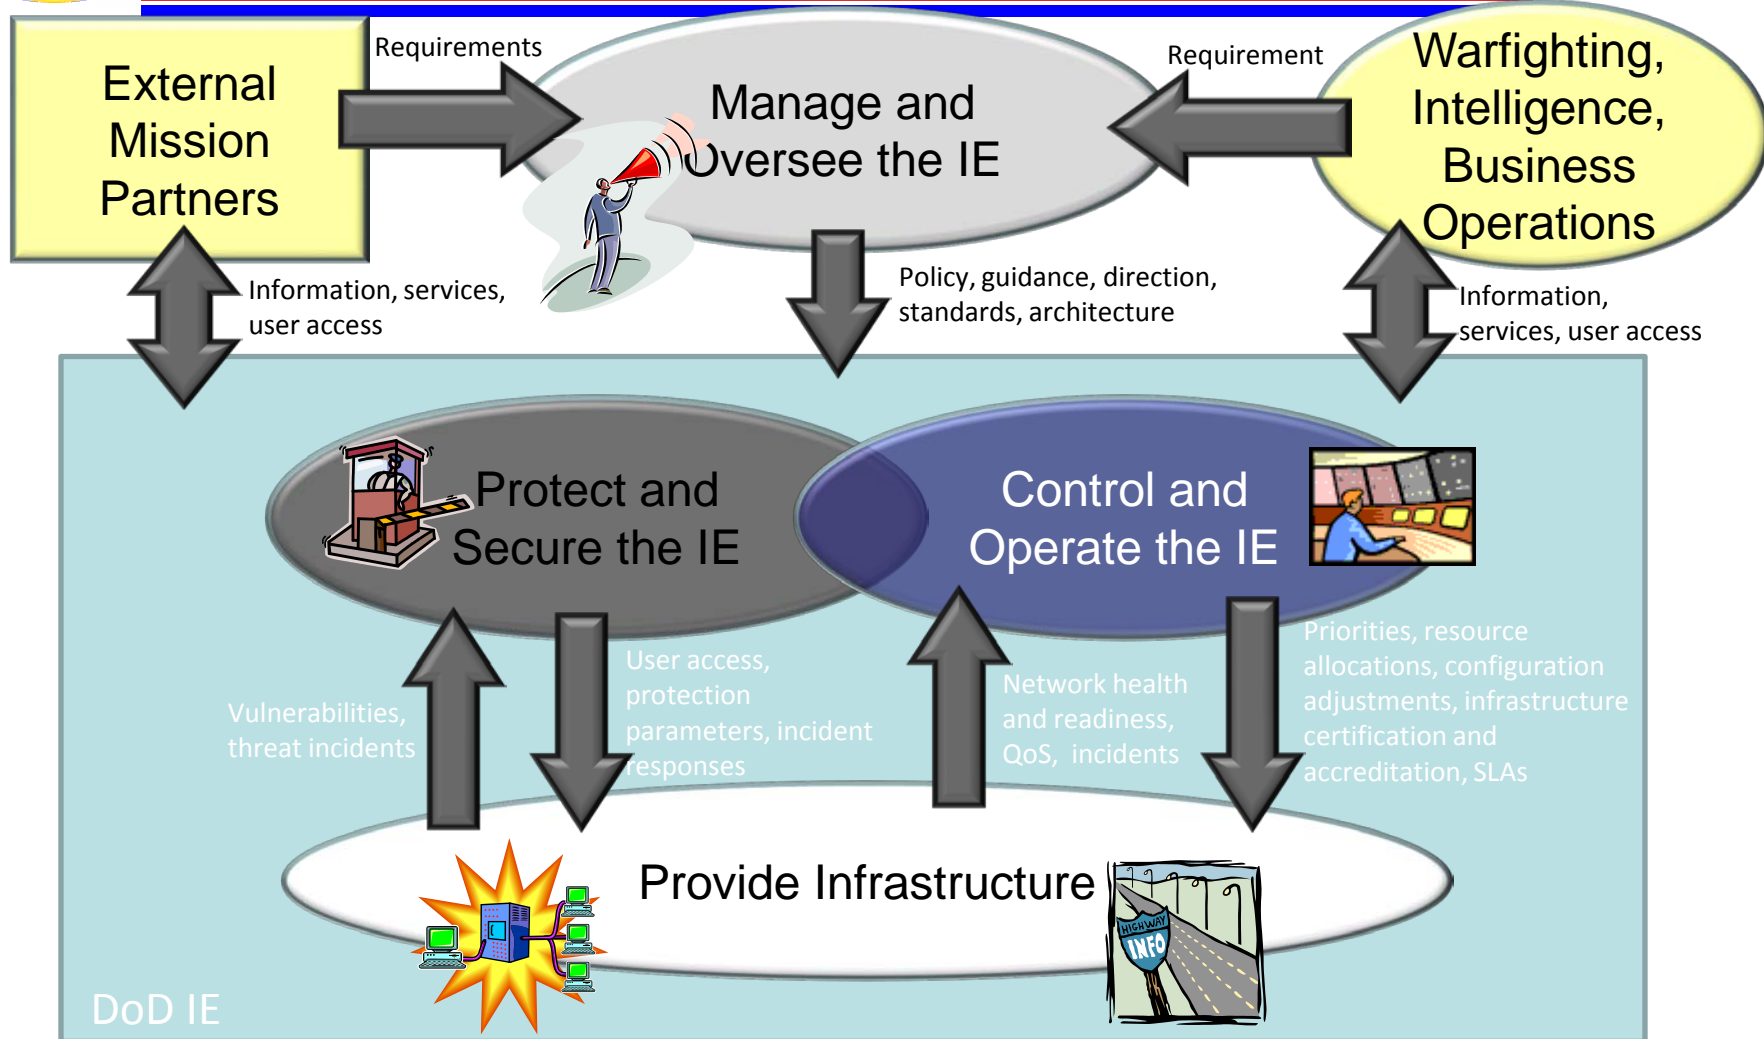 External
Mission
Partners
Requirements
Manage and
Oversee the IE
Requirement
Warfighting,
Intelligence,
Business
Operations
Information, services,
user access
Policy, guidance, direction,
standards, architecture
Information,
services, user access
Protect and
Secure the IE
Control and
Operate the IE
Vulnerabilities,
threat incidents
User access,
protection
parameters, incident
responses
Network health
and readiness,
QoS, incidents
Priorities, resource
allocations, configuration
adjustments, infrastructure
certification and
accreditation, SLAs
Provide Infrastructure
HIGHWAY
INFO
DoD IE